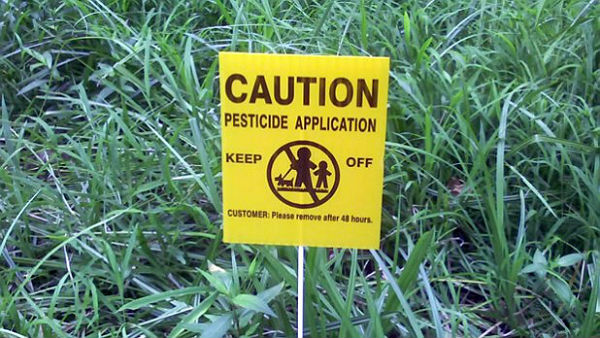 CAUTION
PESTICIDE APPLICATION
KEEP OFF
CUSTOMER: Please remove after 48 hours.